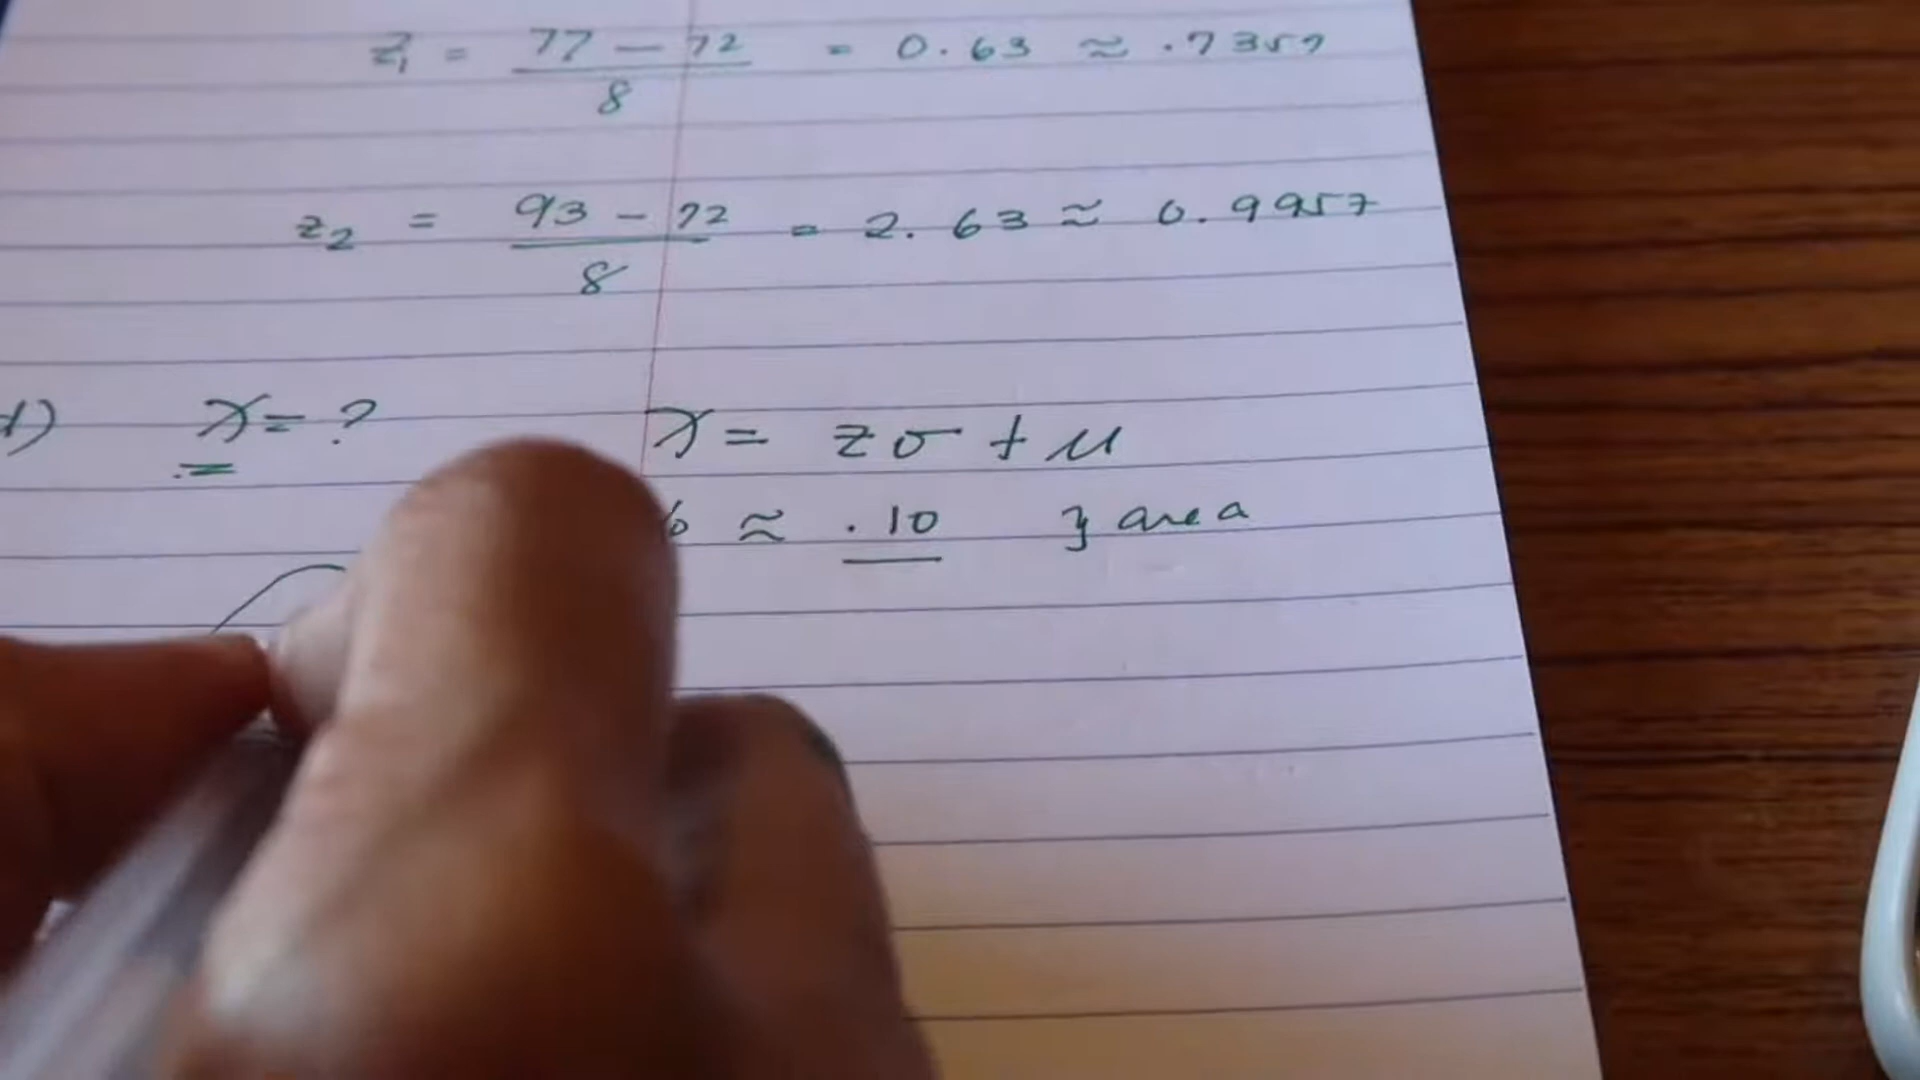 z₁ = 77 - 72 / 8 = 0.63 ≈ .7357
z₂ = 93 - 72 / 8 = 2.63 ≈ 0.9957
d) x = ? x = zσ + μ
% ≈ .10 } area